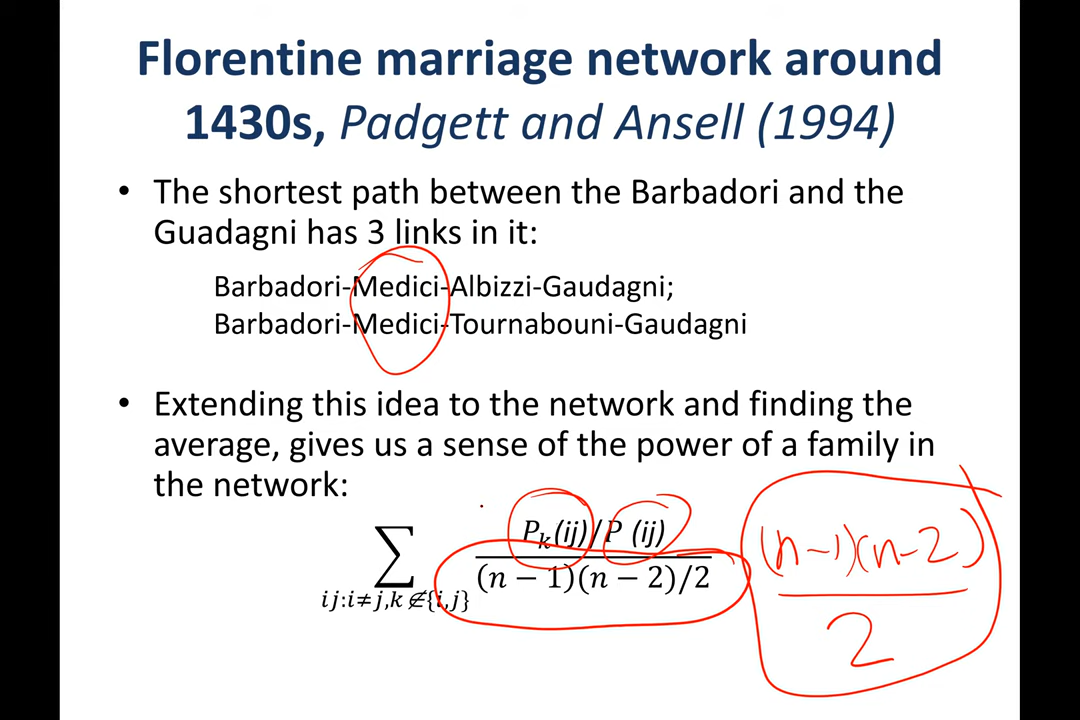 Florentine marriage network around
1430s, Padgett and Ansell (1994)
• The shortest path between the Barbadori and the
Guadagni has 3 links in it:
Barbadori-Medici-Albizzi-Gaudagni;
Barbadori-Medici-Tournabouni-Gaudagni
• Extending this idea to the network and finding the
average, gives us a sense of the power of a family in
the network:
∑
ij:i≠j,k∉{i,j}
Pₖ(ij)/P (ij)
(n − 1)(n − 2)/2
(n-1)(n-2)
2